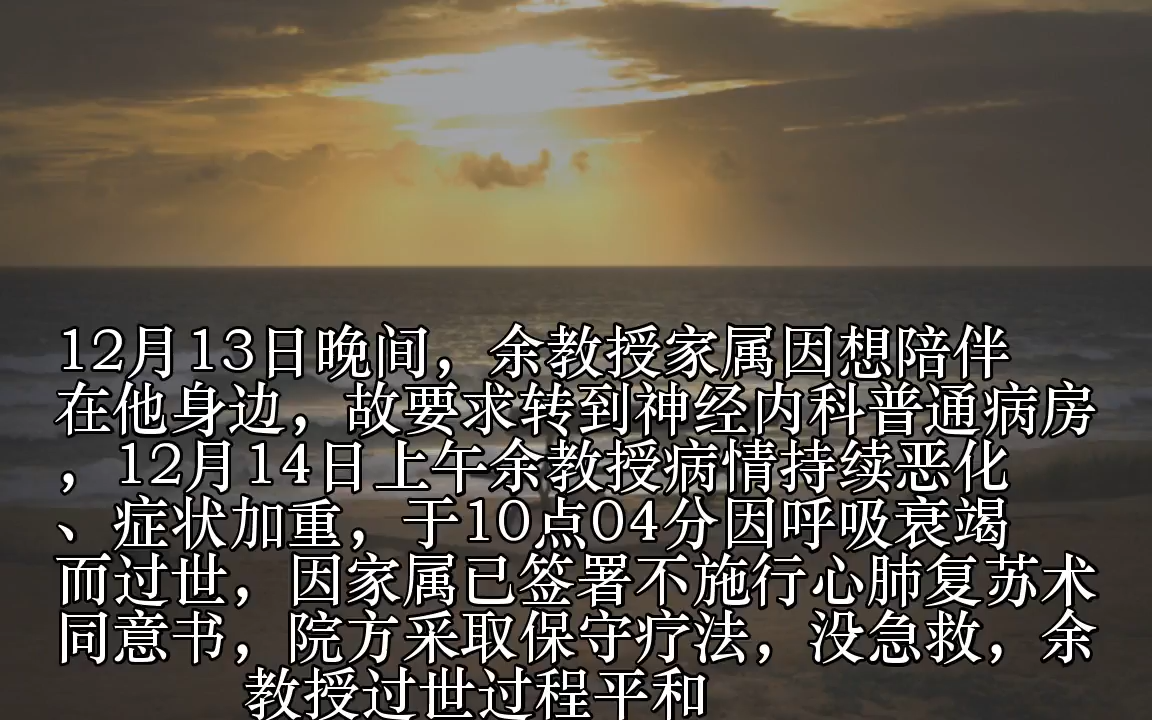 12月13日晚间，余教授家属因想陪伴
在他身边，故要求转到神经内科普通病房
，12月14日上午余教授病情持续恶化
、症状加重，于10点04分因呼吸衰竭
而过世，因家属已签署不施行心肺复苏术
同意书，院方采取保守疗法，没急救，余
教授过世过程平和